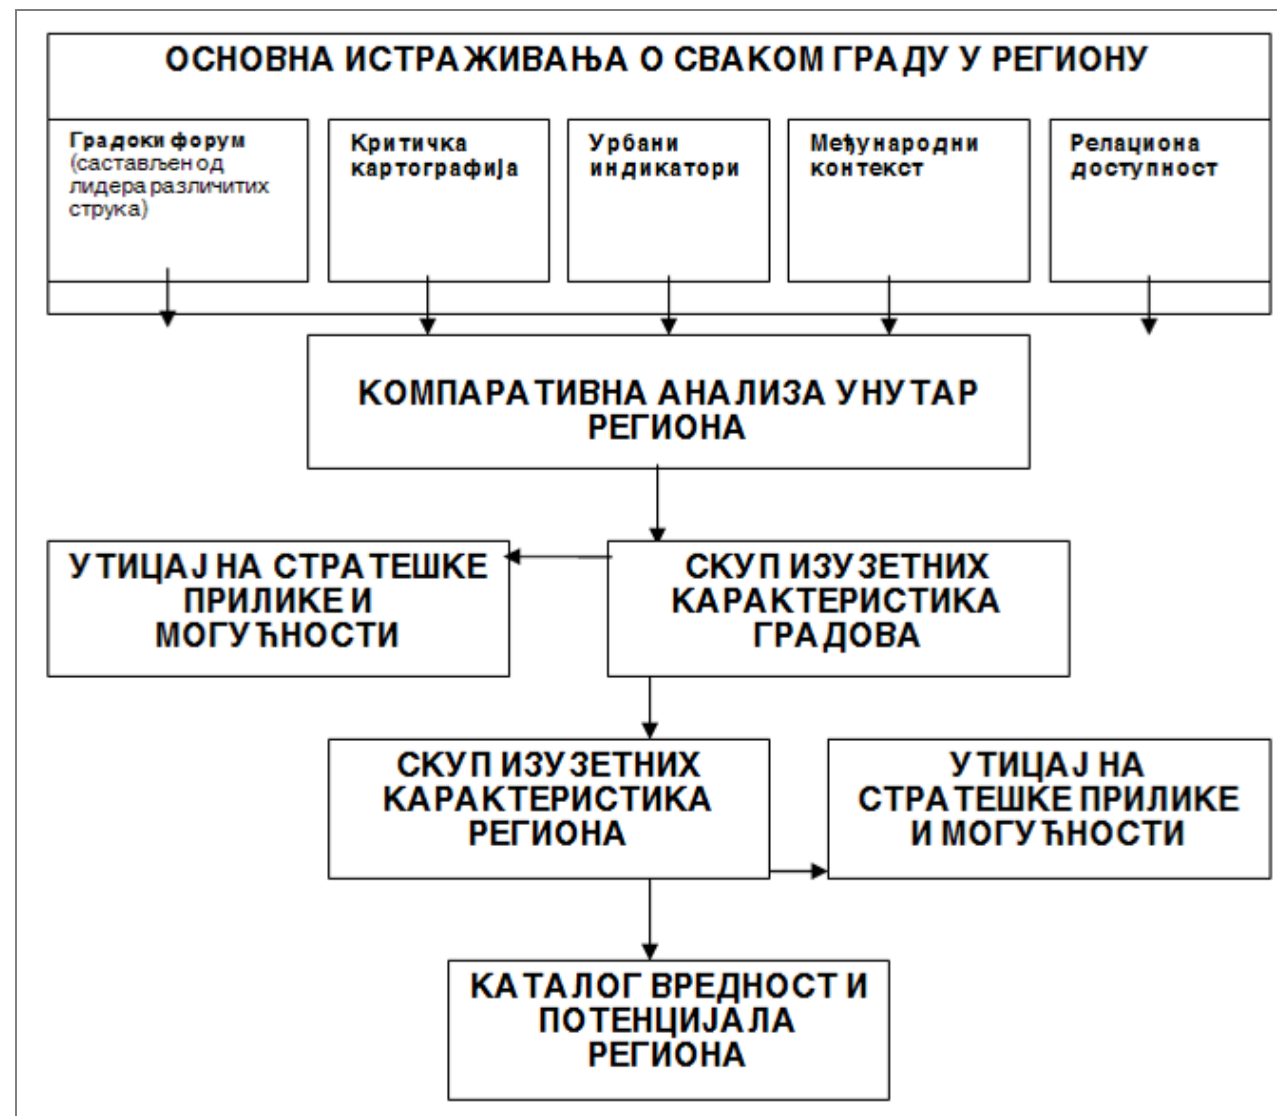 ОСНОВНА ИСТРАЖИВАЊА О СВАКОМ ГРАДУ У РЕГИОНУ
Градоки форум
(састављен од
лидера различитих
струка)
Критичка
картографија
Урбани
индикатори
Међународни
контекст
Релациона
доступност
КОМПАРАТИВНА АНАЛИЗА УНУТАР
РЕГИОНА
УТИЦАЈ НА СТРАТЕШКЕ
ПРИЛИКЕ И
МОГУЋНОСТИ
СКУП ИЗУЗЕТНИХ
КАРАКТЕРИСТИКА
ГРАДОВА
СКУП ИЗУЗЕТНИХ
КАРАКТЕРИСТИКА
РЕГИОНА
УТИЦАЈ НА
СТРАТЕШКЕ ПРИЛИКЕ
И МОГУЋНОСТИ
КАТАЛОГ ВРЕДНОСТ И
ПОТЕНЦИЈАЛА
РЕГИОНА